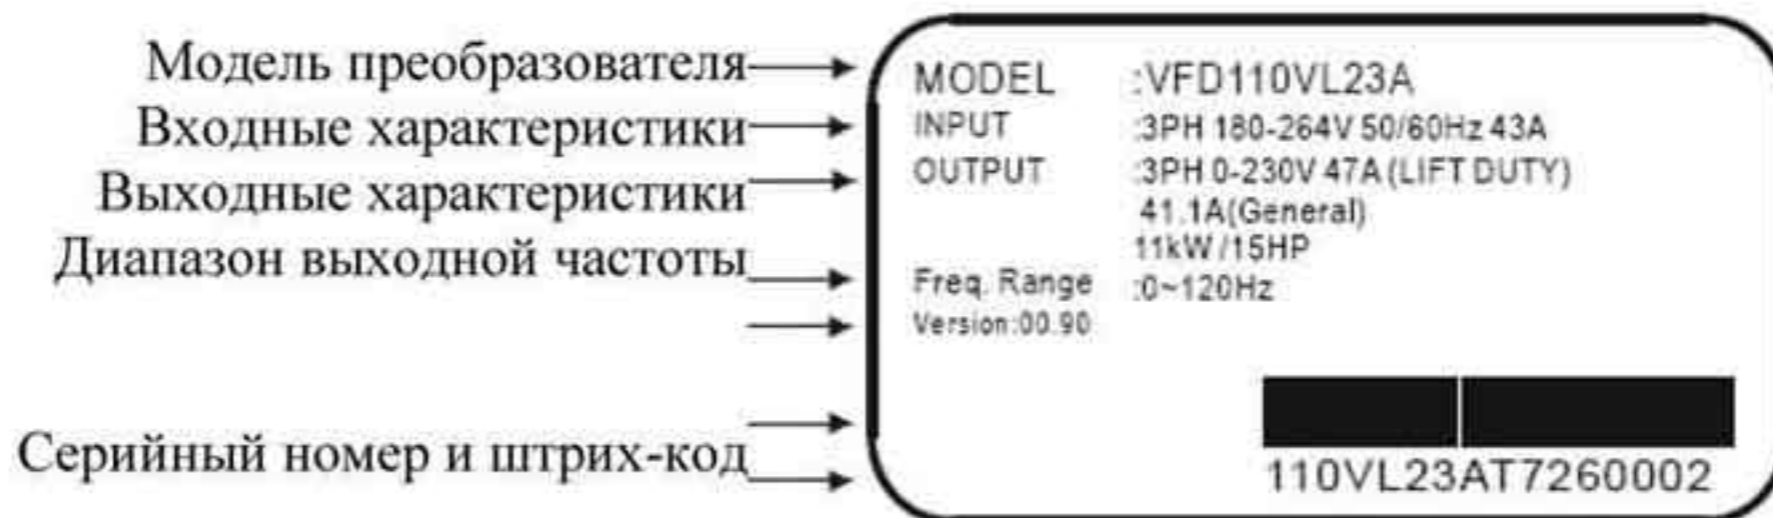 Модель преобразователя
Входные характеристики
Выходные характеристики
Диапазон выходной частоты
Серийный номер и штрих-код
MODEL :VFD110VL23A
INPUT :3PH 180-264V 50/60Hz 43A
OUTPUT :3PH 0-230V 47A (LIFT DUTY)
41.1A(General)
11kW/15HP
Freq. Range :0~120Hz
Version:00.90
110VL23AT7260002